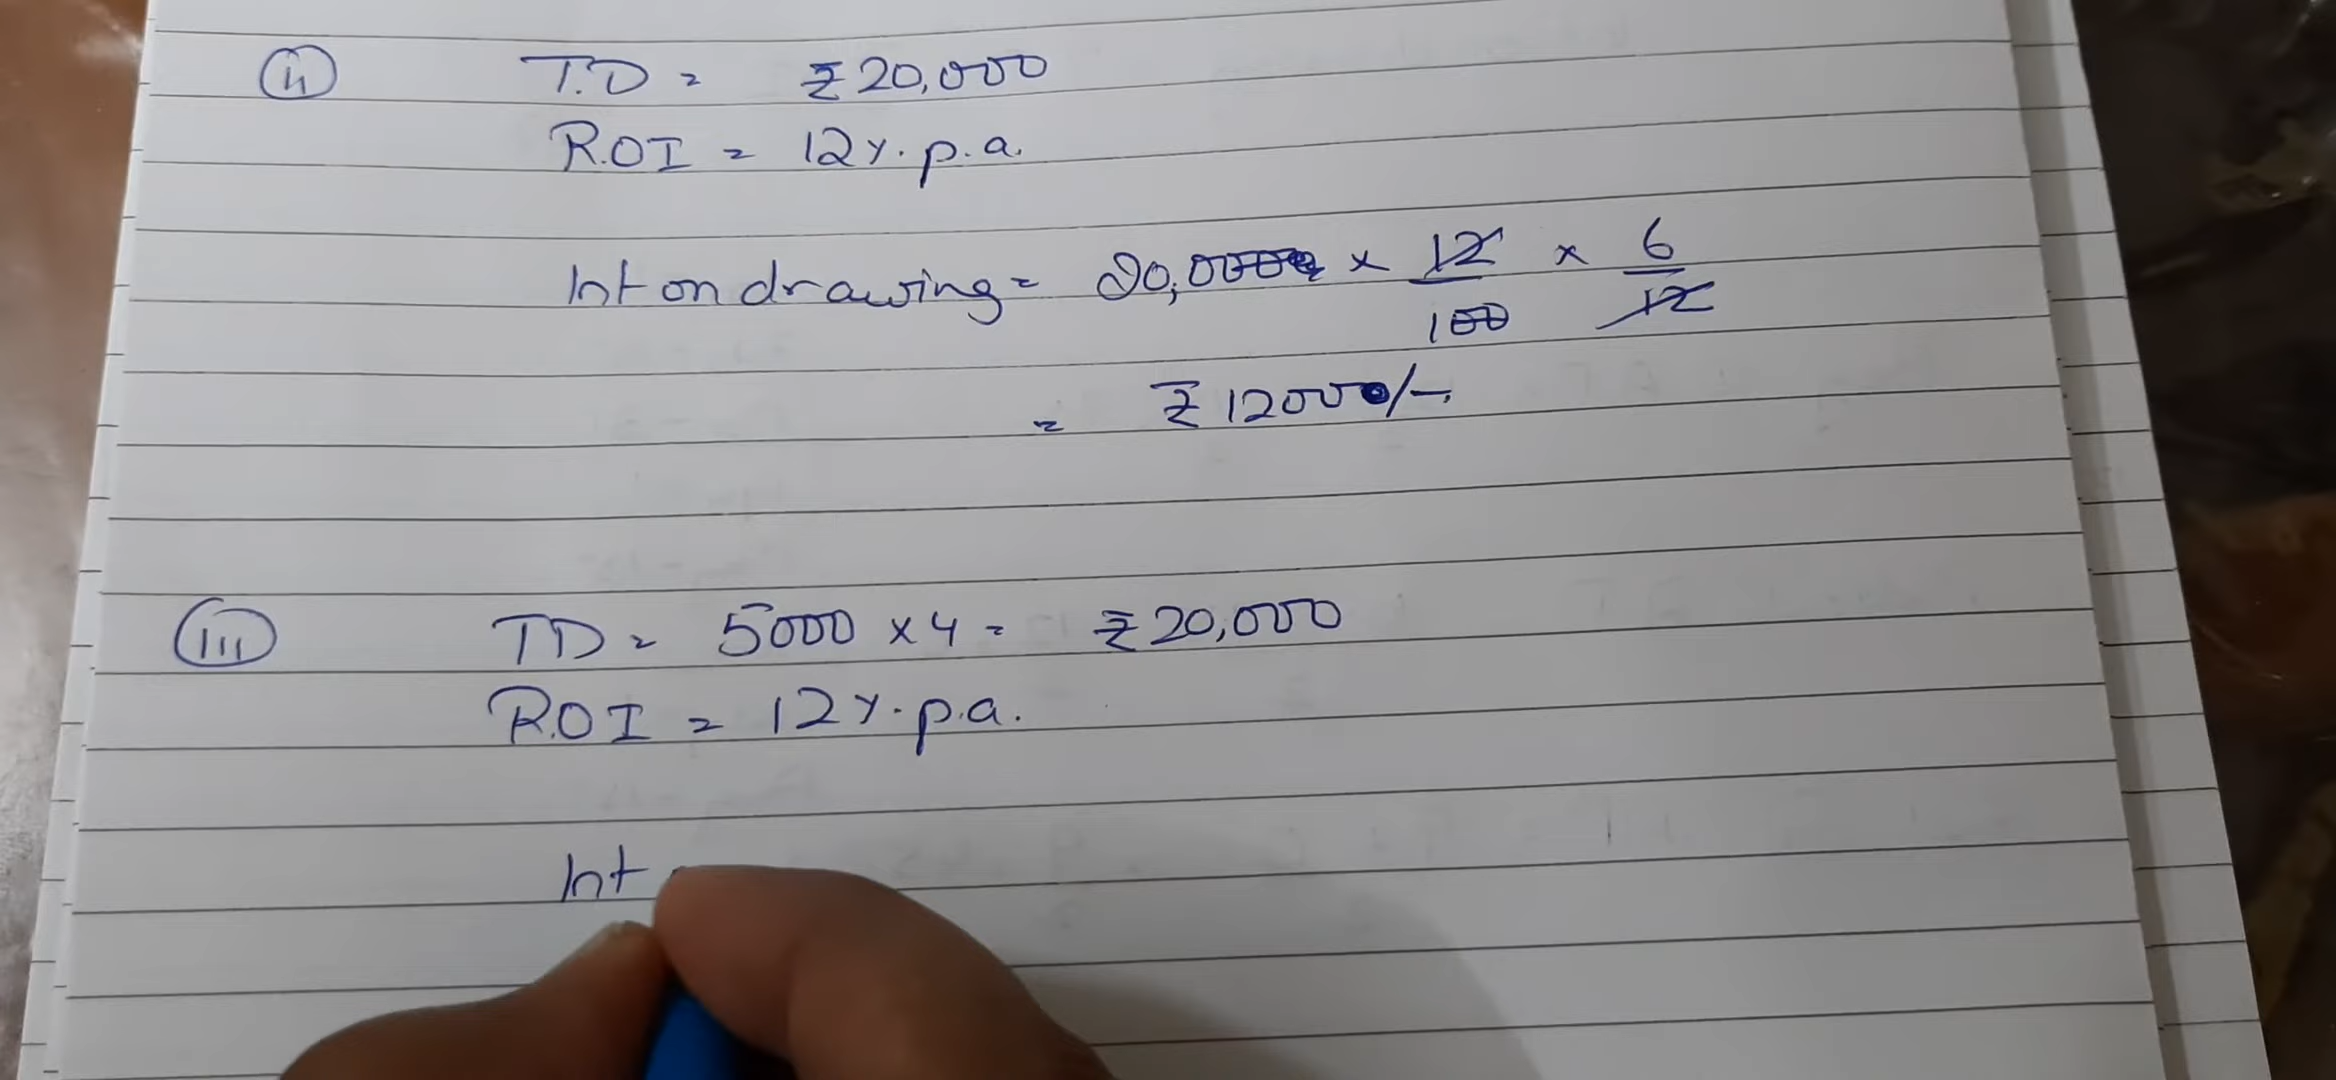 (ii) T.D = ₹20,000
R.O.I = 12%. p.a.
Int on drawing = 20,000 x 12/100 x 6/12
= ₹1200/-.
(iii) TD = 5000 x 4 = ₹20,000
R.O.I = 12%. p.a.
Int